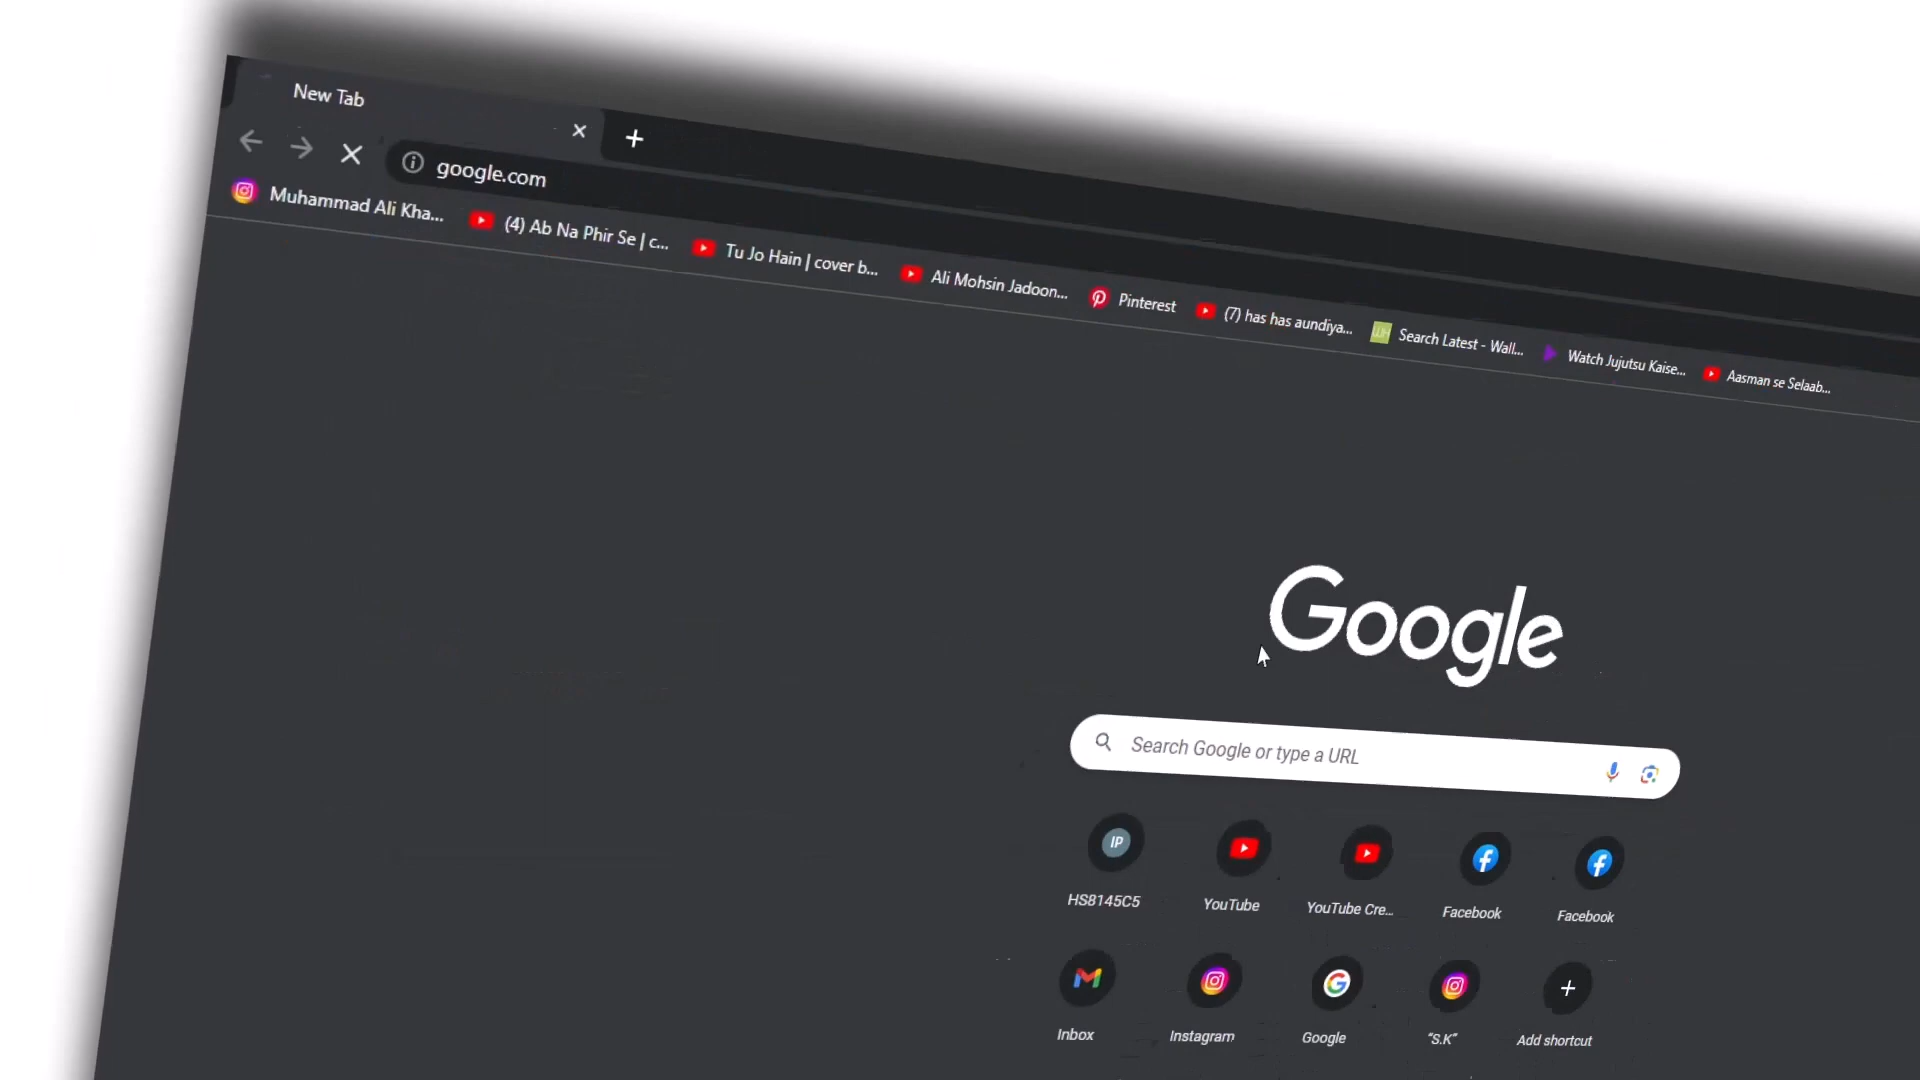 New Tab
google.com
Muhammad Ali Kha...
(4) Ab Na Phir Se | c...
Tu Jo Hain | cover b...
Ali Mohsin Jadoon...
Pinterest
(7) has has aundiya...
WH
Search Latest - Wall...
Watch Jujutsu Kaise...
Aasman se Selaab...
Google
Search Google or type a URL
IP
HS8145C5
YouTube
YouTube Cre...
Facebook
Facebook
Inbox
Instagram
Google
"S.K"
Add shortcut